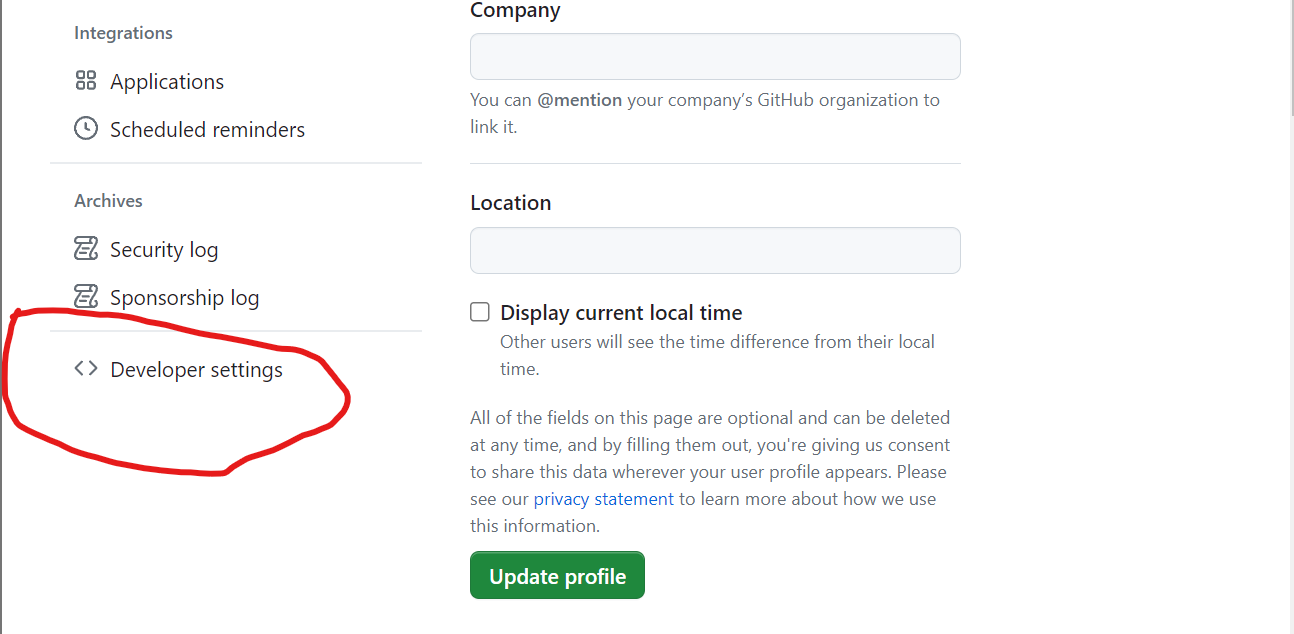 Integrations
Applications
Scheduled reminders
Archives
Security log
Sponsorship log
Developer settings
Company
You can @mention your company’s GitHub organization to
link it.
Location
Display current local time
Other users will see the time difference from their local
time.
All of the fields on this page are optional and can be deleted
at any time, and by filling them out, you're giving us consent
to share this data wherever your user profile appears. Please
see our privacy statement to learn more about how we use
this information.
Update profile